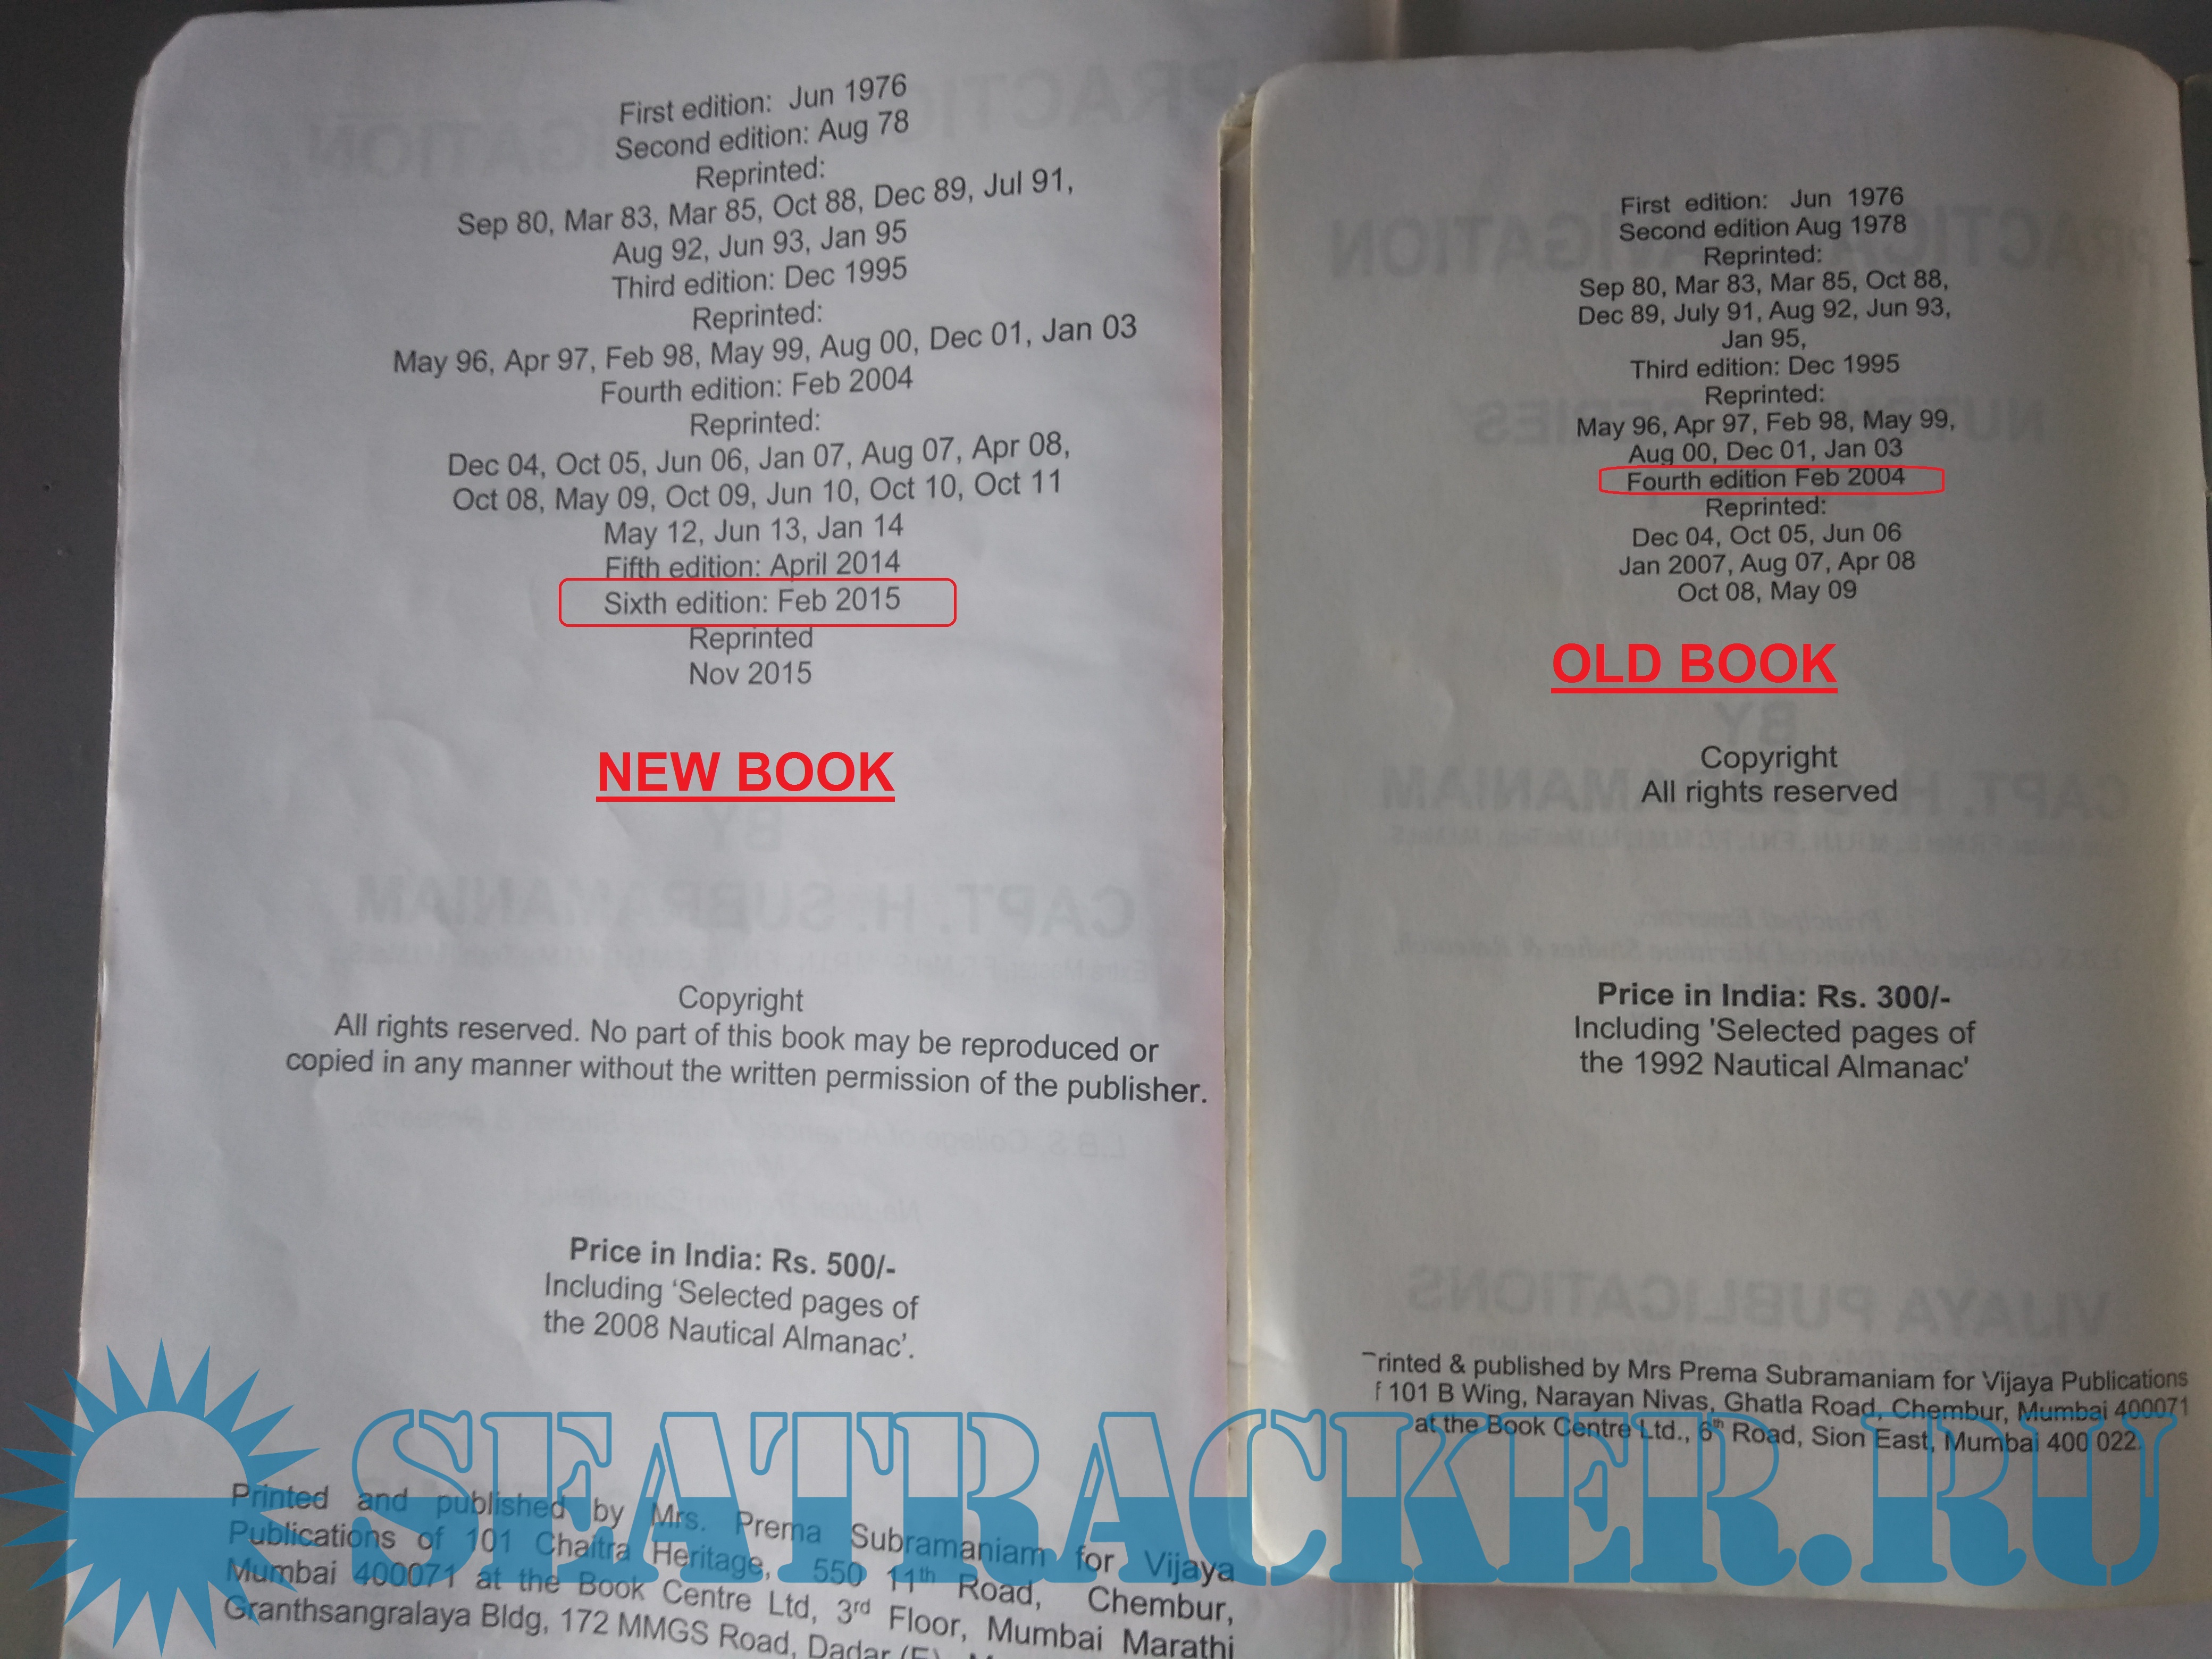 First edition: Jun 1976
Second edition: Aug 78
Reprinted:
Sep 80, Mar 83, Mar 85, Oct 88, Dec 89, Jul 91,
Aug 92, Jun 93, Jan 95
Third edition: Dec 1995
Reprinted:
May 96, Apr 97, Feb 98, May 99, Aug 00, Dec 01, Jan 03
Fourth edition: Feb 2004
Reprinted:
Dec 04, Oct 05, Jun 06, Jan 07, Aug 07, Apr 08,
Oct 08, May 09, Oct 09, Jun 10, Oct 10, Oct 11
May 12, Jun 13, Jan 14
Fifth edition: April 2014
Sixth edition: Feb 2015
Reprinted
Nov 2015
NEW BOOK
BY
CAPT. H. SUBRAMANIAM
Copyright
All rights reserved. No part of this book may be reproduced or
copied in any manner without the written permission of the publisher.
Price in India: Rs. 500/-
Including ‘Selected pages of
the 2008 Nautical Almanac’.
Printed and published by Mrs. Prema Subramaniam for Vijaya
Publications of 101 Chaitra Heritage, 550 11th Road, Chembur,
Mumbai 400071 at the Book Centre Ltd, 3rd Floor, Mumbai Marathi
Granthsangralaya Bldg, 172 MMGS Road, Dadar (E),
PRACTICAL NAVIGATION
First edition: Jun 1976
Second edition Aug 1978
Reprinted:
Sep 80, Mar 83, Mar 85, Oct 88,
Dec 89, July 91, Aug 92, Jun 93,
Jan 95,
Third edition: Dec 1995
Reprinted:
May 96, Apr 97, Feb 98, May 99,
Aug 00, Dec 01, Jan 03
Fourth edition Feb 2004
Reprinted:
Dec 04, Oct 05, Jun 06
Jan 2007, Aug 07, Apr 08
Oct 08, May 09
OLD BOOK
BY
CAPT. H. SUBRAMANIAM
Copyright
All rights reserved
Price in India: Rs. 300/-
Including 'Selected pages of
the 1992 Nautical Almanac'
VIJAYA PUBLICATIONS
rinted & published by Mrs Prema Subramaniam for Vijaya Publications
f 101 B Wing, Narayan Nivas, Ghatla Road, Chembur, Mumbai 400071
at the Book Centre Ltd., 6th Road, Sion East, Mumbai 400 022.
SEATRACKER.RU